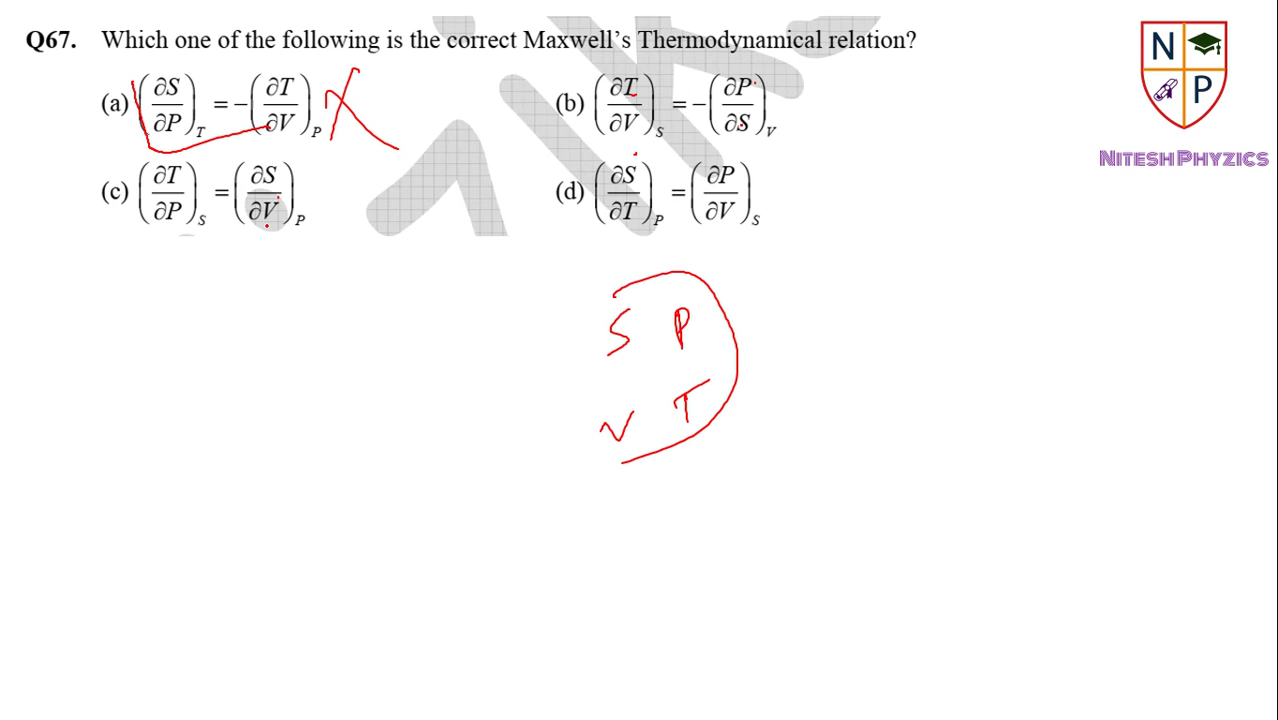 Q67. Which one of the following is the correct Maxwell's Thermodynamical relation?
(a) (∂S/∂P)_T = −(∂T/∂V)_P (b) (∂T/∂V)_S = −(∂P/∂S)_V
(c) (∂T/∂P)_S = (∂S/∂V)_P (d) (∂S/∂T)_P = (∂P/∂V)_S
S P
V T
N P
NITESH PHYZICS